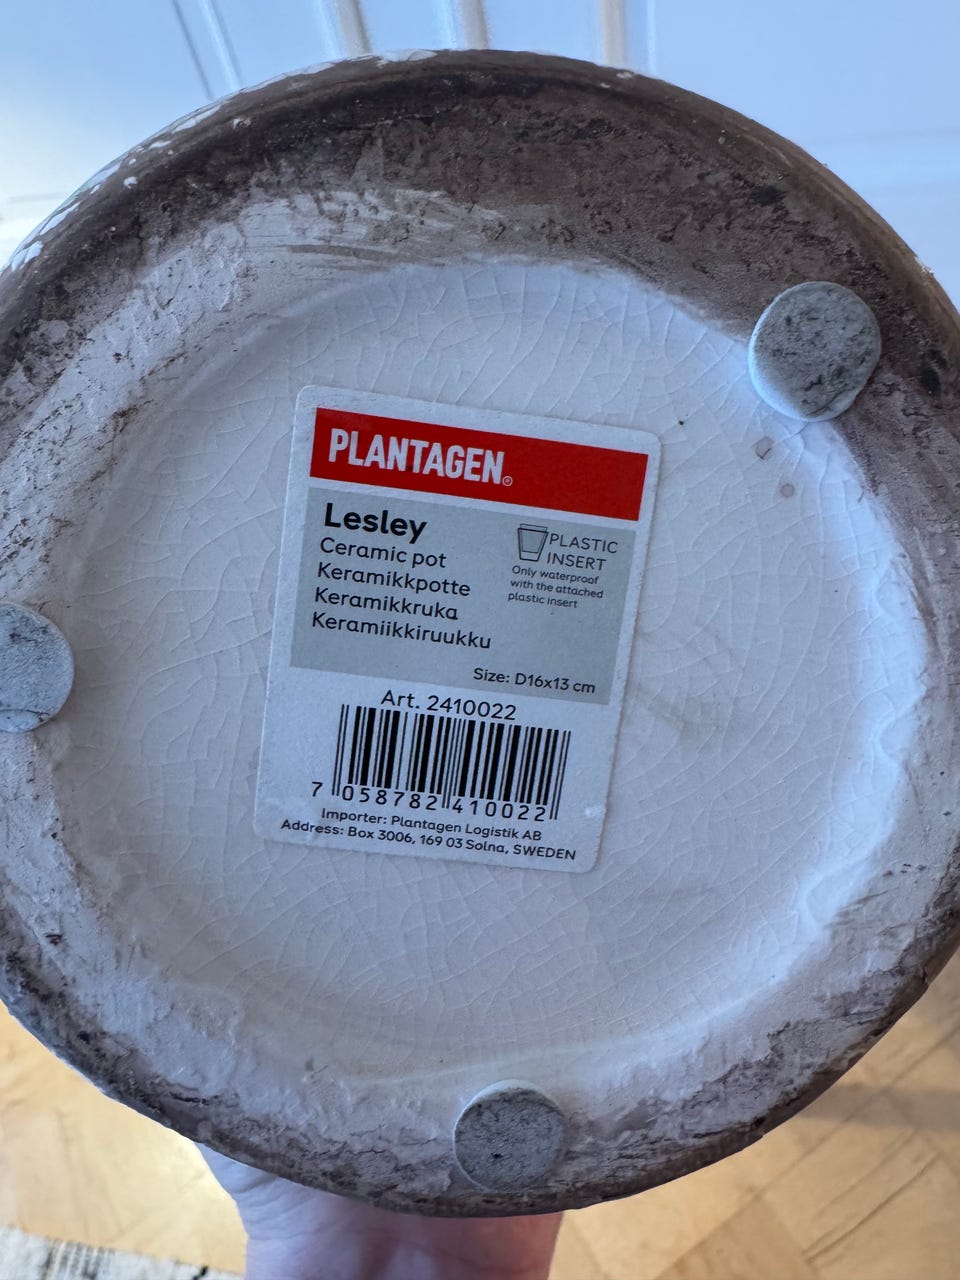 PLANTAGEN®
Lesley
Ceramic pot
Keramikkpotte
Keramikkruka
Keramiikkiruukku
PLASTIC
INSERT
Only waterproof
with the attached
plastic insert
Size: D16x13 cm
Art. 2410022
7 058782 410022
Importer: Plantagen Logistik AB
Address: Box 3006, 169 03 Solna, SWEDEN